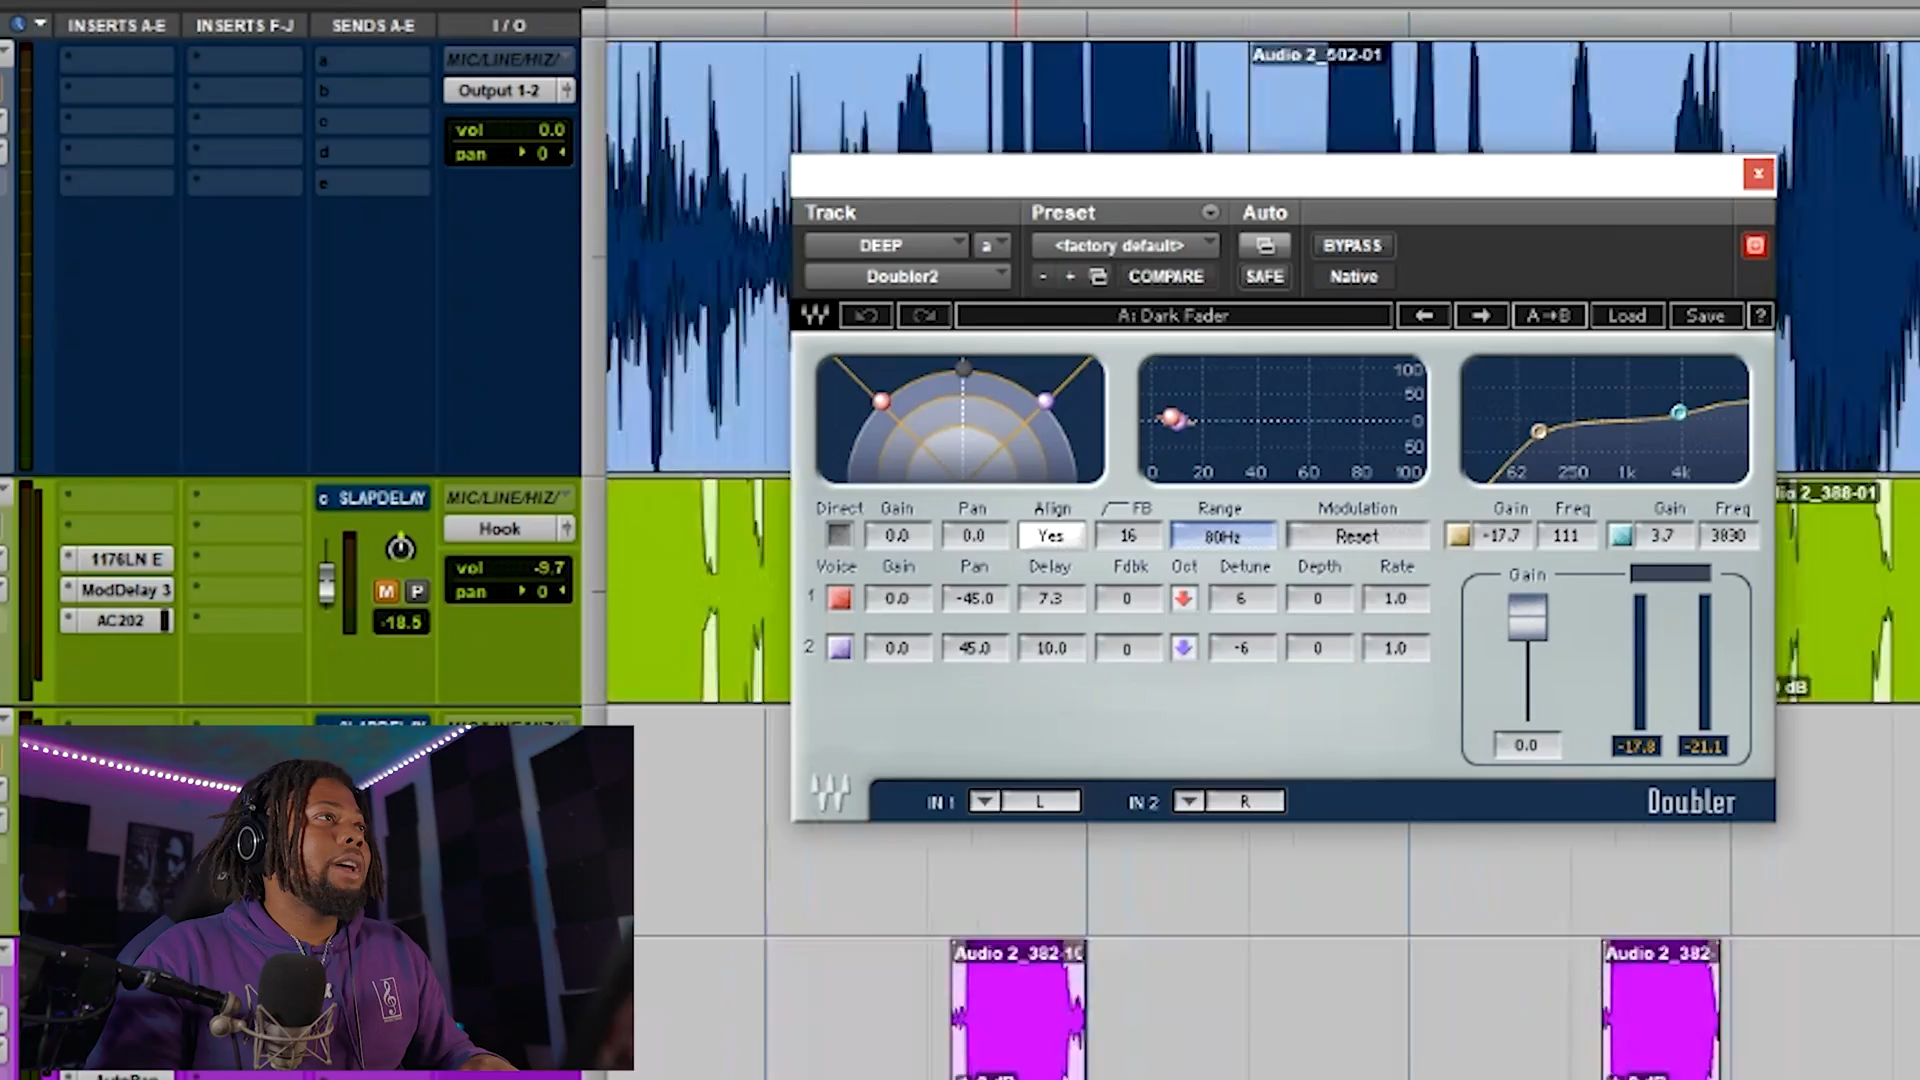 INSERTS A-E INSERTS F-J SENDS A-E I / O
a MIC/LINE/HIZ/
b Output 1-2
c vol 0.0
d pan 0
e
Audio 2_502-01
c SLAPDELAY MIC/LINE/HIZ/
Hook
1176LN E
ModDelay 3
AC202
vol -9.7
pan 0
M P
-18.5
Track Preset Auto
DEEP a <factory default> BYPASS
Doubler2 - + COMPARE SAFE Native
A: Dark Fader A→B Load Save ?
100
50
0
50
0 20 40 60 80 100
62 250 1k 4k
Direct Gain Pan Align FB Range Modulation Gain Freq Gain Freq
0.0 0.0 Yes 16 80Hz Reset -17.7 111 3.7 3830
Voice Gain Pan Delay Fdbk Oct Detune Depth Rate
1 0.0 -45.0 7.3 0 6 0 1.0
2 0.0 45.0 10.0 0 -6 0 1.0
Gain
0.0 -17.8 -21.1
IN 1 L IN 2 R Doubler
2_388-01
dB
Audio 2_382-10
Audio 2_382-